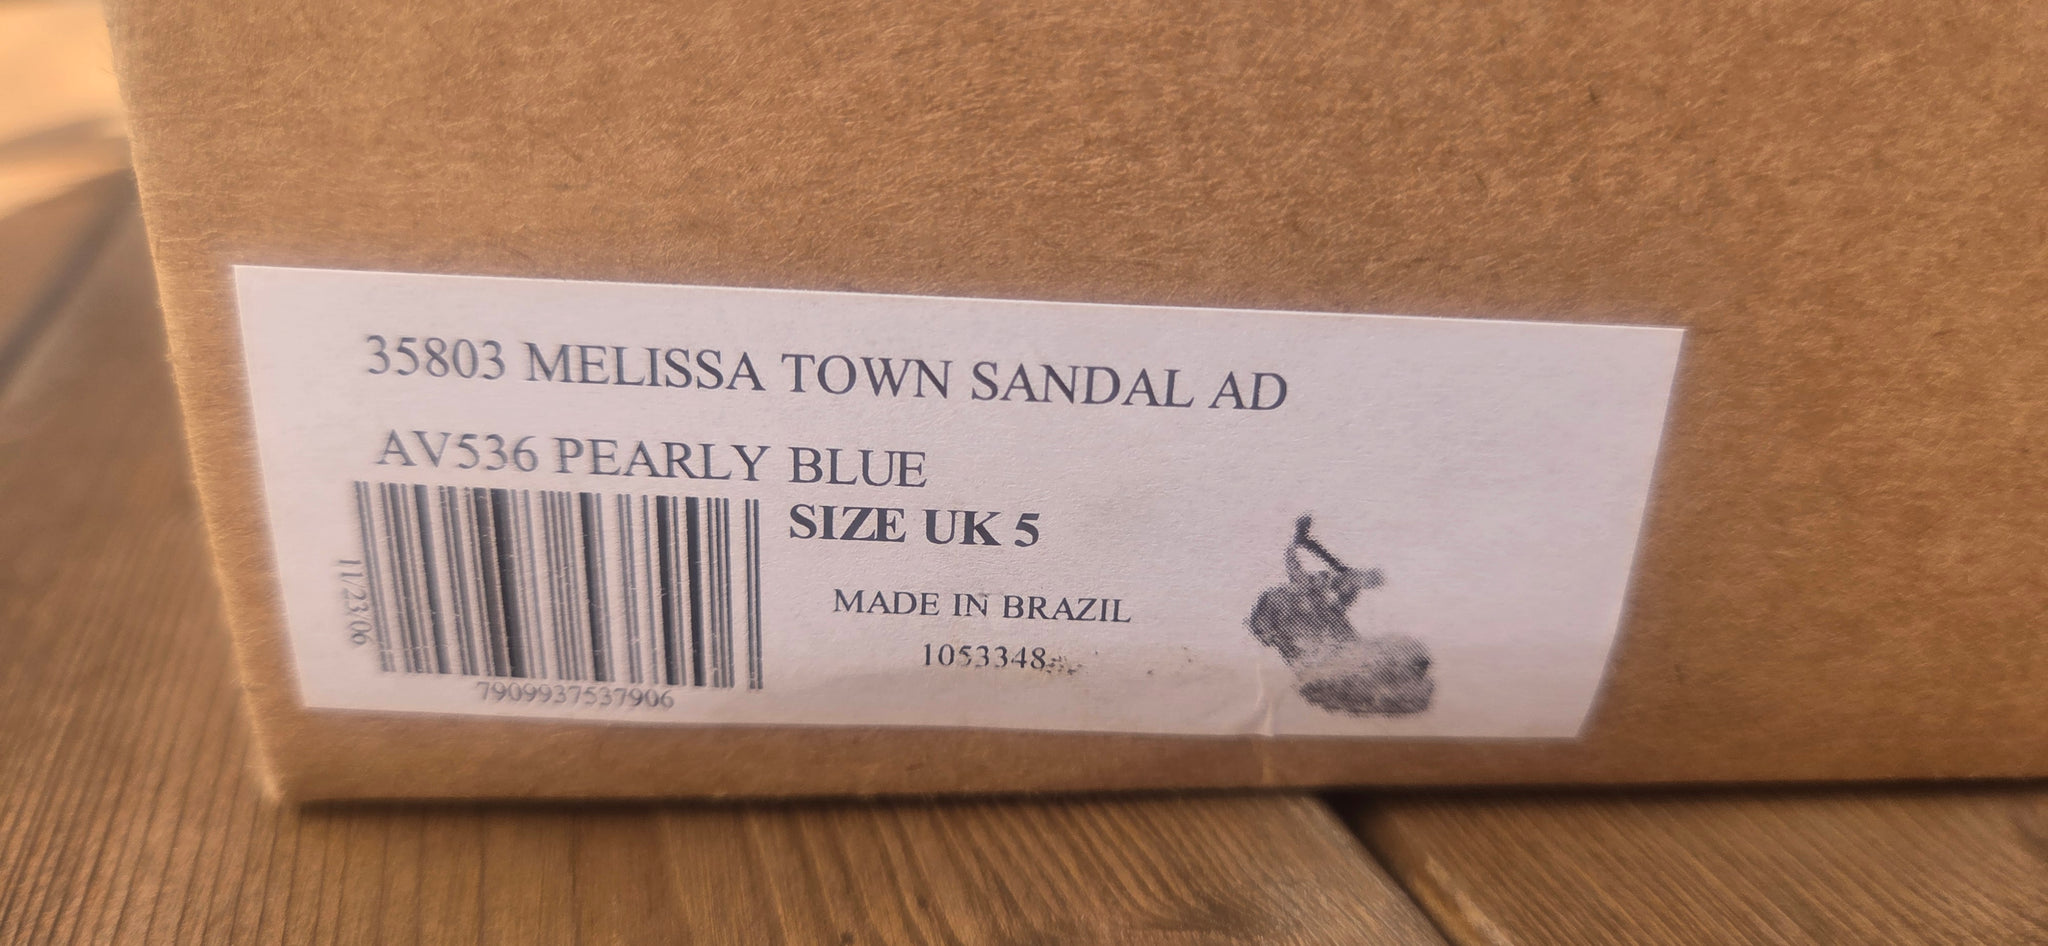 35803 MELISSA TOWN SANDAL AD
AV536 PEARLY BLUE
SIZE UK 5
MADE IN BRAZIL
1053348
11/23/06
7909937537906